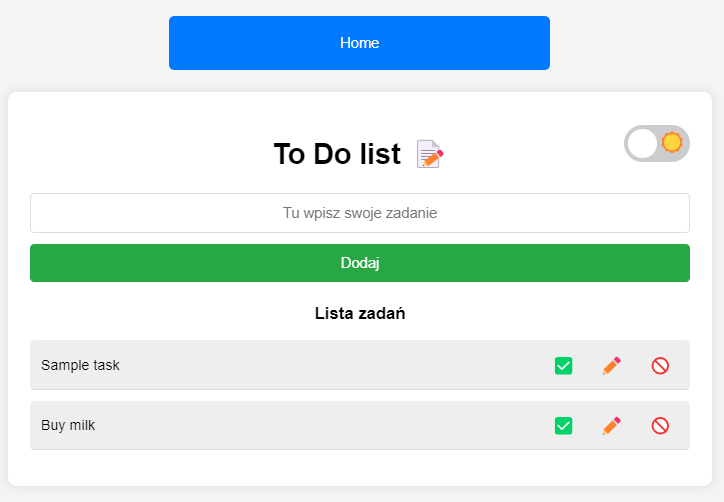 Home
To Do list
Tu wpisz swoje zadanie
Dodaj
Lista zadań
Sample task
Buy milk